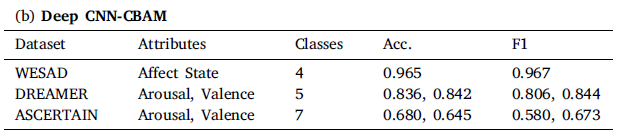 (b) Deep CNN-CBAM
Dataset Attributes Classes Acc. F1
WESAD Affect State 4 0.965 0.967
DREAMER Arousal, Valence 5 0.836, 0.842 0.806, 0.844
ASCERTAIN Arousal, Valence 7 0.680, 0.645 0.580, 0.673